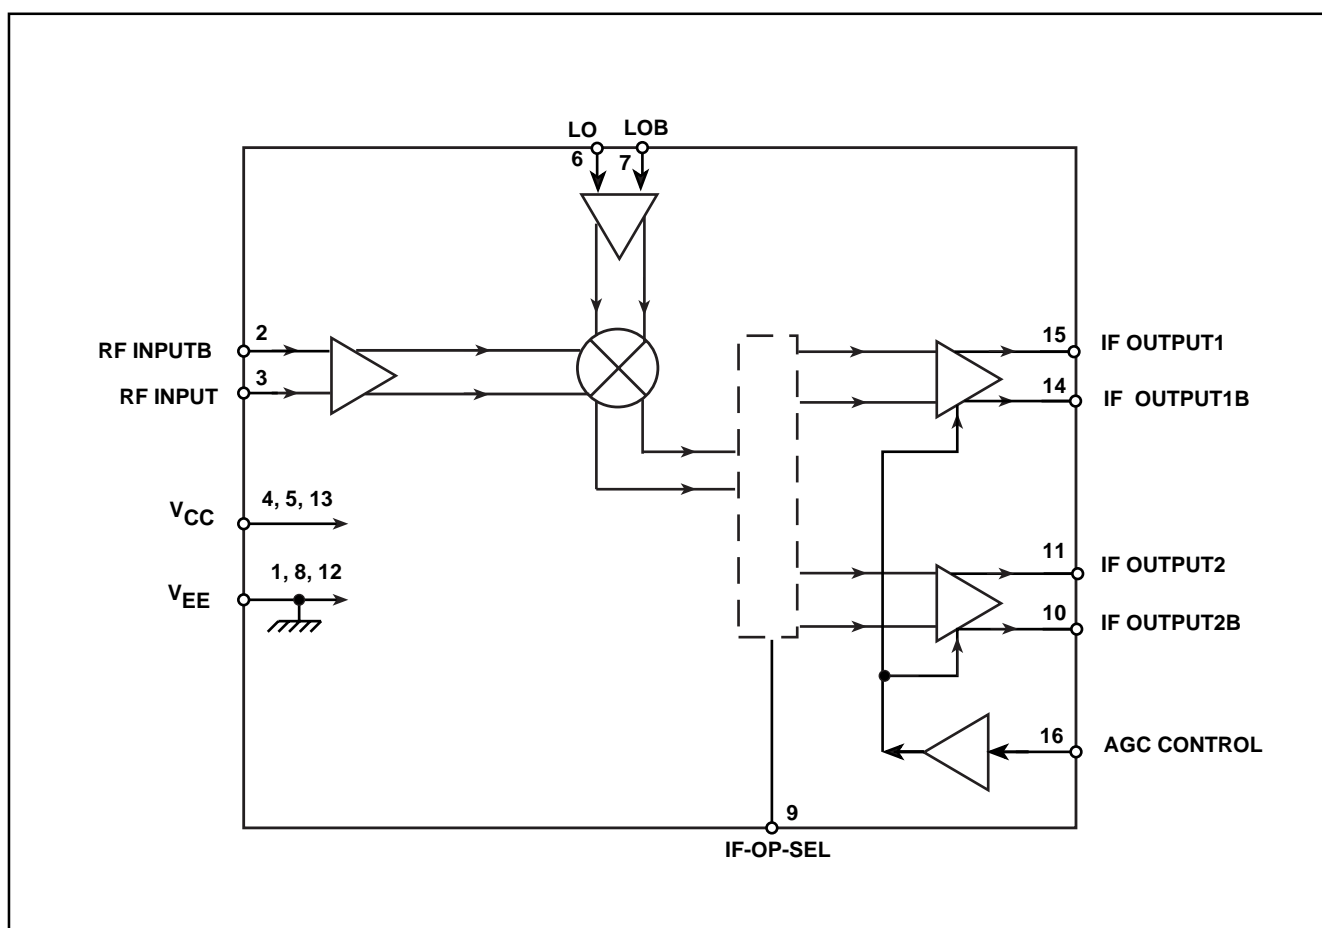 LO LOB
6 7
RF INPUTB 2
RF INPUT 3
15 IF OUTPUT1
14 IF OUTPUT1B
VCC 4, 5, 13
VEE 1, 8, 12
11 IF OUTPUT2
10 IF OUTPUT2B
16 AGC CONTROL
9
IF-OP-SEL